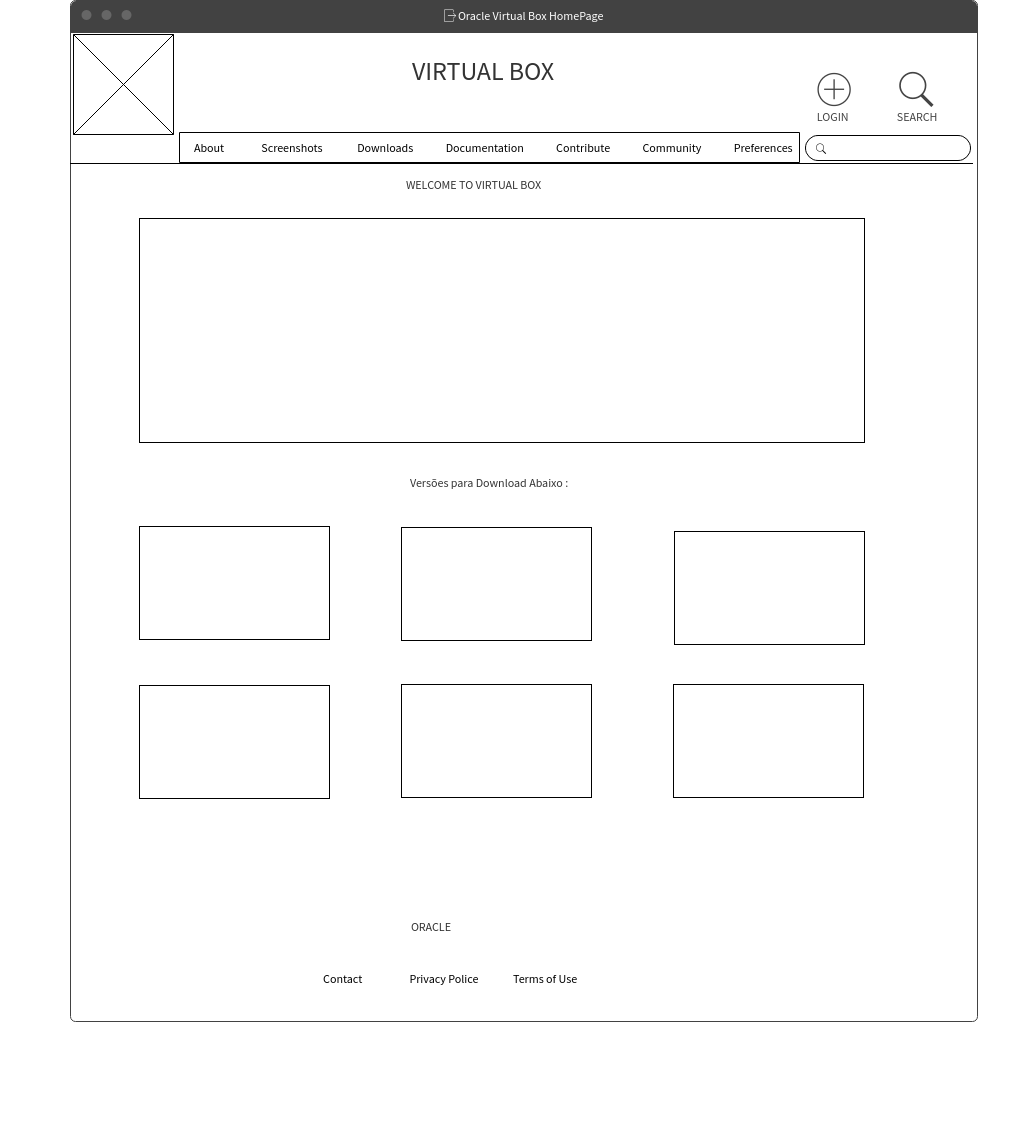 Oracle Virtual Box HomePage
VIRTUAL BOX
LOGIN SEARCH
About Screenshots Downloads Documentation Contribute Community Preferences
WELCOME TO VIRTUAL BOX
Versões para Download Abaixo :
ORACLE
Contact Privacy Police Terms of Use